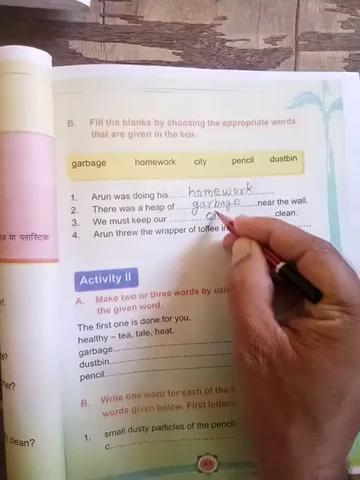 B. Fill the blanks by choosing the appropriate words
that are given in the box.
garbage homework city pencil dustbin
1. Arun was doing his......homework......
2. There was a heap of ....garbage....near the wall.
3. We must keep our ..............clean.
4. Arun threw the wrapper of toffee in
या प्लास्टिक
Activity II
A. Make two or three words by
the given word.
The first one is done for you.
healthy – tea, tale, heat.
garbage
dustbin
pencil
B. Write one word for each of the
words given below. First letters
1. small dusty particles of the pencil
c
clean?